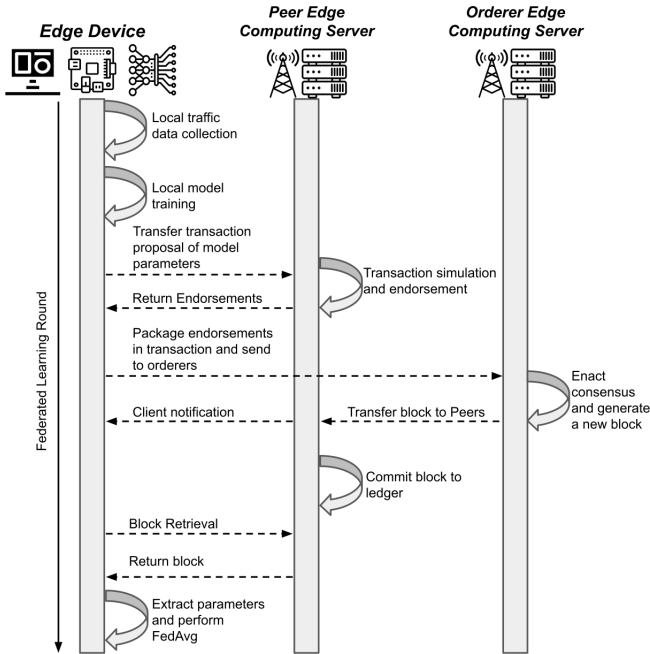 Edge Device
Peer Edge
Computing Server
Orderer Edge
Computing Server
Federated Learning Round
Local traffic
data collection
Local model
training
Transfer transaction
proposal of model
parameters
Transaction simulation
and endorsement
Return Endorsements
Package endorsements
in transaction and send
to orderers
Enact
consensus
and generate
a new block
Client notification
Transfer block to Peers
Commit block to
ledger
Block Retrieval
Return block
Extract parameters
and perform
FedAvg